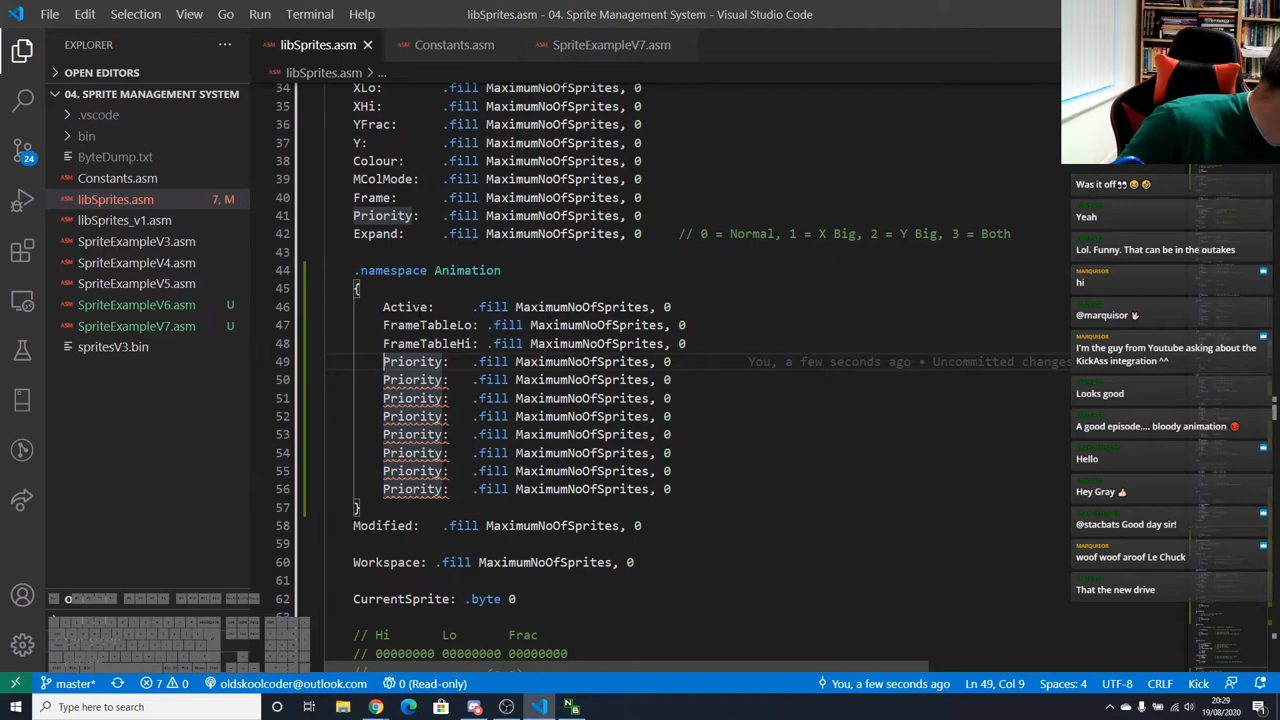 File Edit Selection View Go Run Terminal Help
libSprites.asm - 04. Sprite Management System - Visual Studio Code
EXPLORER
OPEN EDITORS
04. SPRITE MANAGEMENT SYSTEM
.vscode
bin
ByteDump.txt
Constants.asm
libSprites.asm 7, M
libSprites_v1.asm
SpriteExampleV3.asm
SpriteExampleV4.asm
SpriteExampleV5.asm
SpriteExampleV6.asm U
SpriteExampleV7.asm U
spritesV3.bin
24
ASM libSprites.asm
ASM Constants.asm
ASM SpriteExampleV7.asm
ASM libSprites.asm > ...
34 XLo: .fill MaximumNoOfSprites, 0
35 XHi: .fill MaximumNoOfSprites, 0
36 YFrac: .fill MaximumNoOfSprites, 0
37 Y: .fill MaximumNoOfSprites, 0
38 Colour: .fill MaximumNoOfSprites, 0
39 MColMode: .fill MaximumNoOfSprites, 0
40 Frame: .fill MaximumNoOfSprites, 0
41 Priority: .fill MaximumNoOfSprites, 0
42 Expand: .fill MaximumNoOfSprites, 0 // 0 = Normal, 1 = X Big, 2 = Y Big, 3 = Both
43
44 .namespace Animation
45 {
46 Active: .fill MaximumNoOfSprites, 0
47 FrameTableLo: .fill MaximumNoOfSprites, 0
48 FrameTableHi: .fill MaximumNoOfSprites, 0
49 Priority: .fill MaximumNoOfSprites, 0 You, a few seconds ago • Uncommitted changes
50 Priority: .fill MaximumNoOfSprites, 0
51 Priority: .fill MaximumNoOfSprites, 0
52 Priority: .fill MaximumNoOfSprites, 0
53 Priority: .fill MaximumNoOfSprites, 0
54 Priority: .fill MaximumNoOfSprites, 0
55 Priority: .fill MaximumNoOfSprites, 0
56 Priority: .fill MaximumNoOfSprites, 0
57 }
58 Modified: .fill MaximumNoOfSprites, 0
59
60 Workspace: .fill MaximumNoOfSprites, 0
61
62 CurrentSprite: .byte
// Hi Lo Frac
// 00000000 00000000 00000000
//
Was it off👀 😂 🤣
Yeah
Lol. Funny. That can be in the outakes
MARQUISOR
hi
@marquisor
MARQUISOR
I'm the guy from Youtube asking about the
KickAss integration ^^
Looks good
A good episode.... bloody animation
Hello
Hey Gray
@stacbats Good day sir!
MARQUISOR
woof woof aroof Le Chuck
That the new drive
master 7 0 oldskoolcoder@outlook.com 0 (Read-only) You, a few seconds ago Ln 49, Col 9 Spaces: 4 UTF-8 CRLF Kick
Type here to search
20:29
19/08/2020